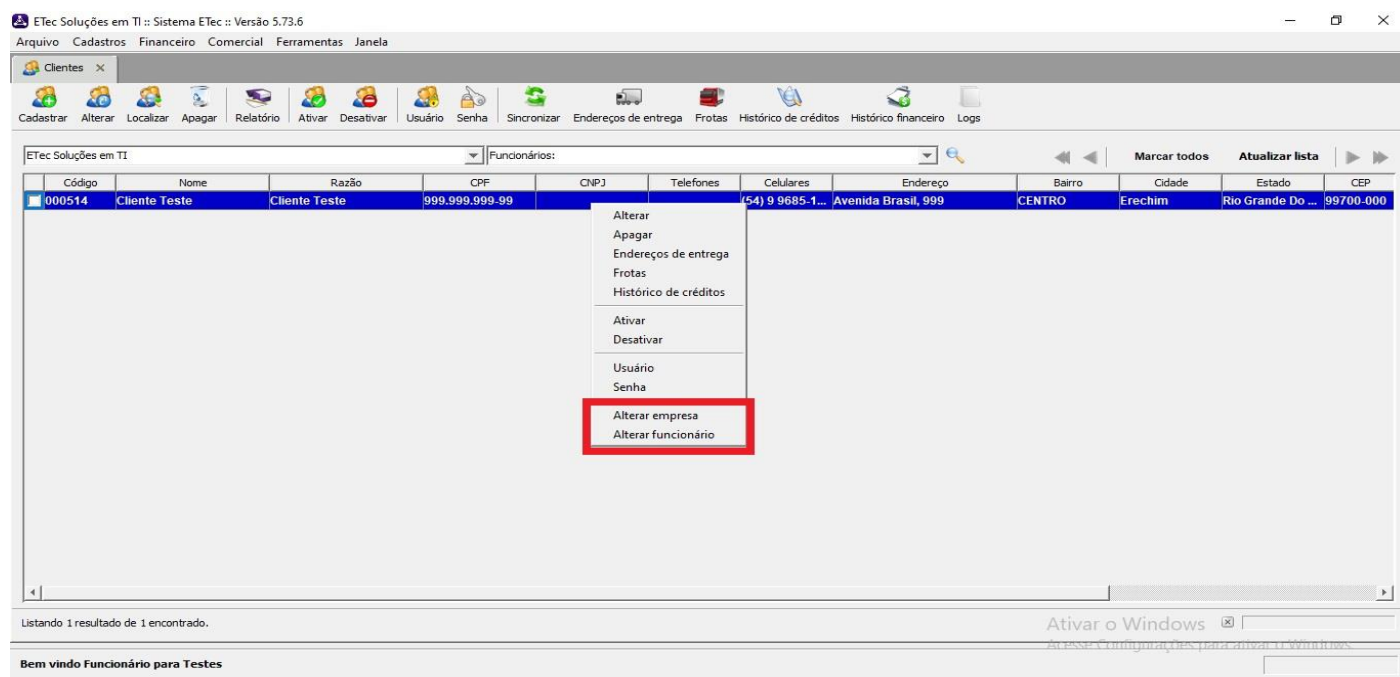 ETec Soluções em TI :: Sistema ETec :: Versão 5.73.6
Arquivo Cadastros Financeiro Comercial Ferramentas Janela
Clientes
Cadastrar Alterar Localizar Apagar Relatório Ativar Desativar Usuário Senha Sincronizar Endereços de entrega Frotas Histórico de créditos Histórico financeiro Logs
ETec Soluções em TI Funcionários: Marcar todos Atualizar lista
Código Nome Razão CPF CNPJ Telefones Celulares Endereço Bairro Cidade Estado CEP
000514 Cliente Teste Cliente Teste 999.999.999-99 (54) 9 9685-1... Avenida Brasil, 999 CENTRO Erechim Rio Grande Do ... 99700-000
Alterar
Apagar
Endereços de entrega
Frotas
Histórico de créditos
Ativar
Desativar
Usuário
Senha
Alterar empresa
Alterar funcionário
Listando 1 resultado de 1 encontrado.
Ativar o Windows
Acesse Configurações para ativar o Windows.
Bem vindo Funcionário para Testes